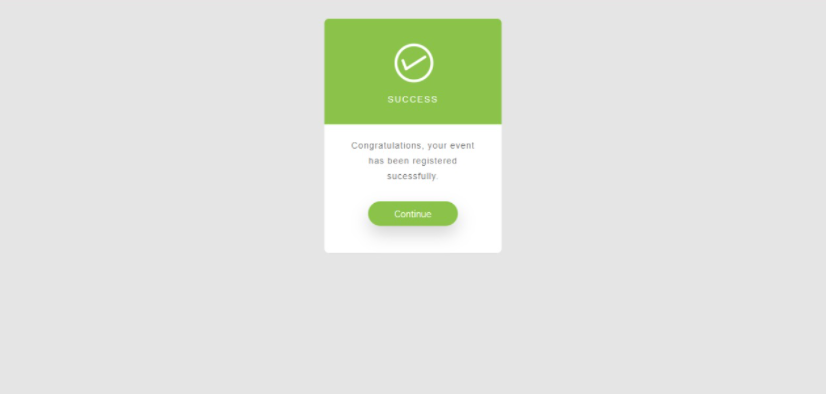 SUCCESS
Congratulations, your event
has been registered
sucessfully.
Continue